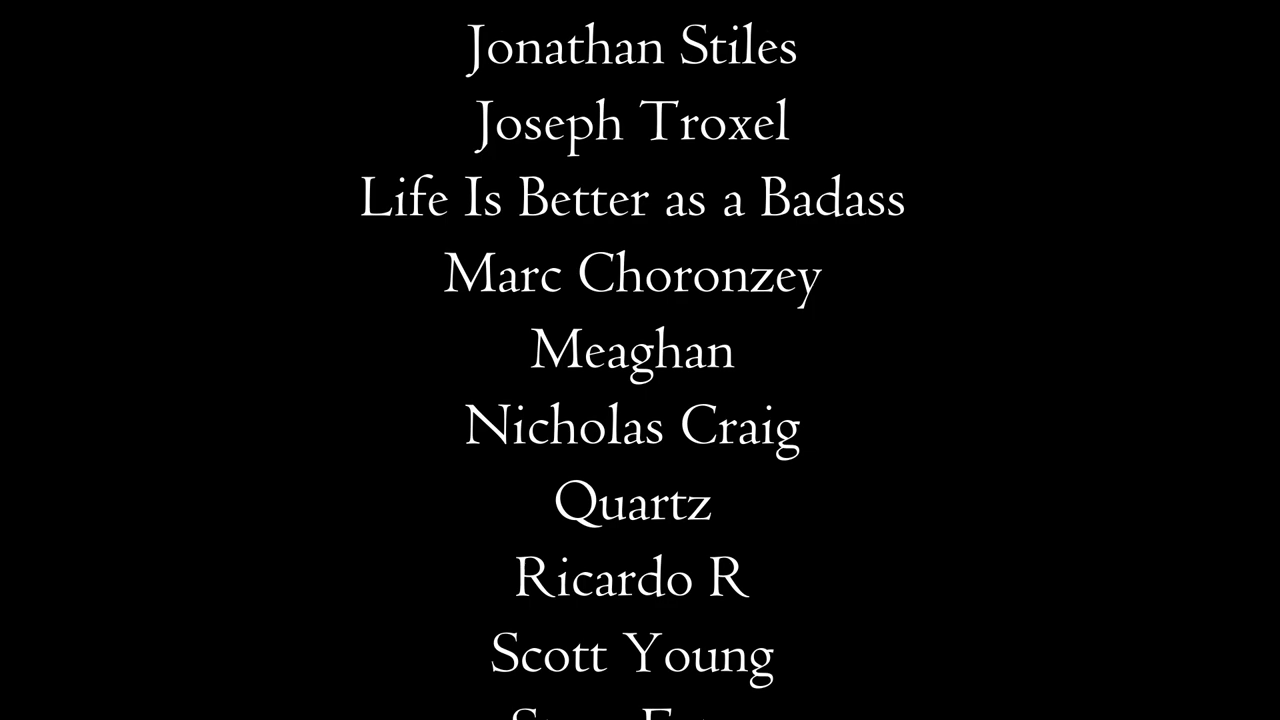 Jonathan Stiles
Joseph Troxel
Life Is Better as a Badass
Marc Choronzey
Meaghan
Nicholas Craig
Quartz
Ricardo R
Scott Young